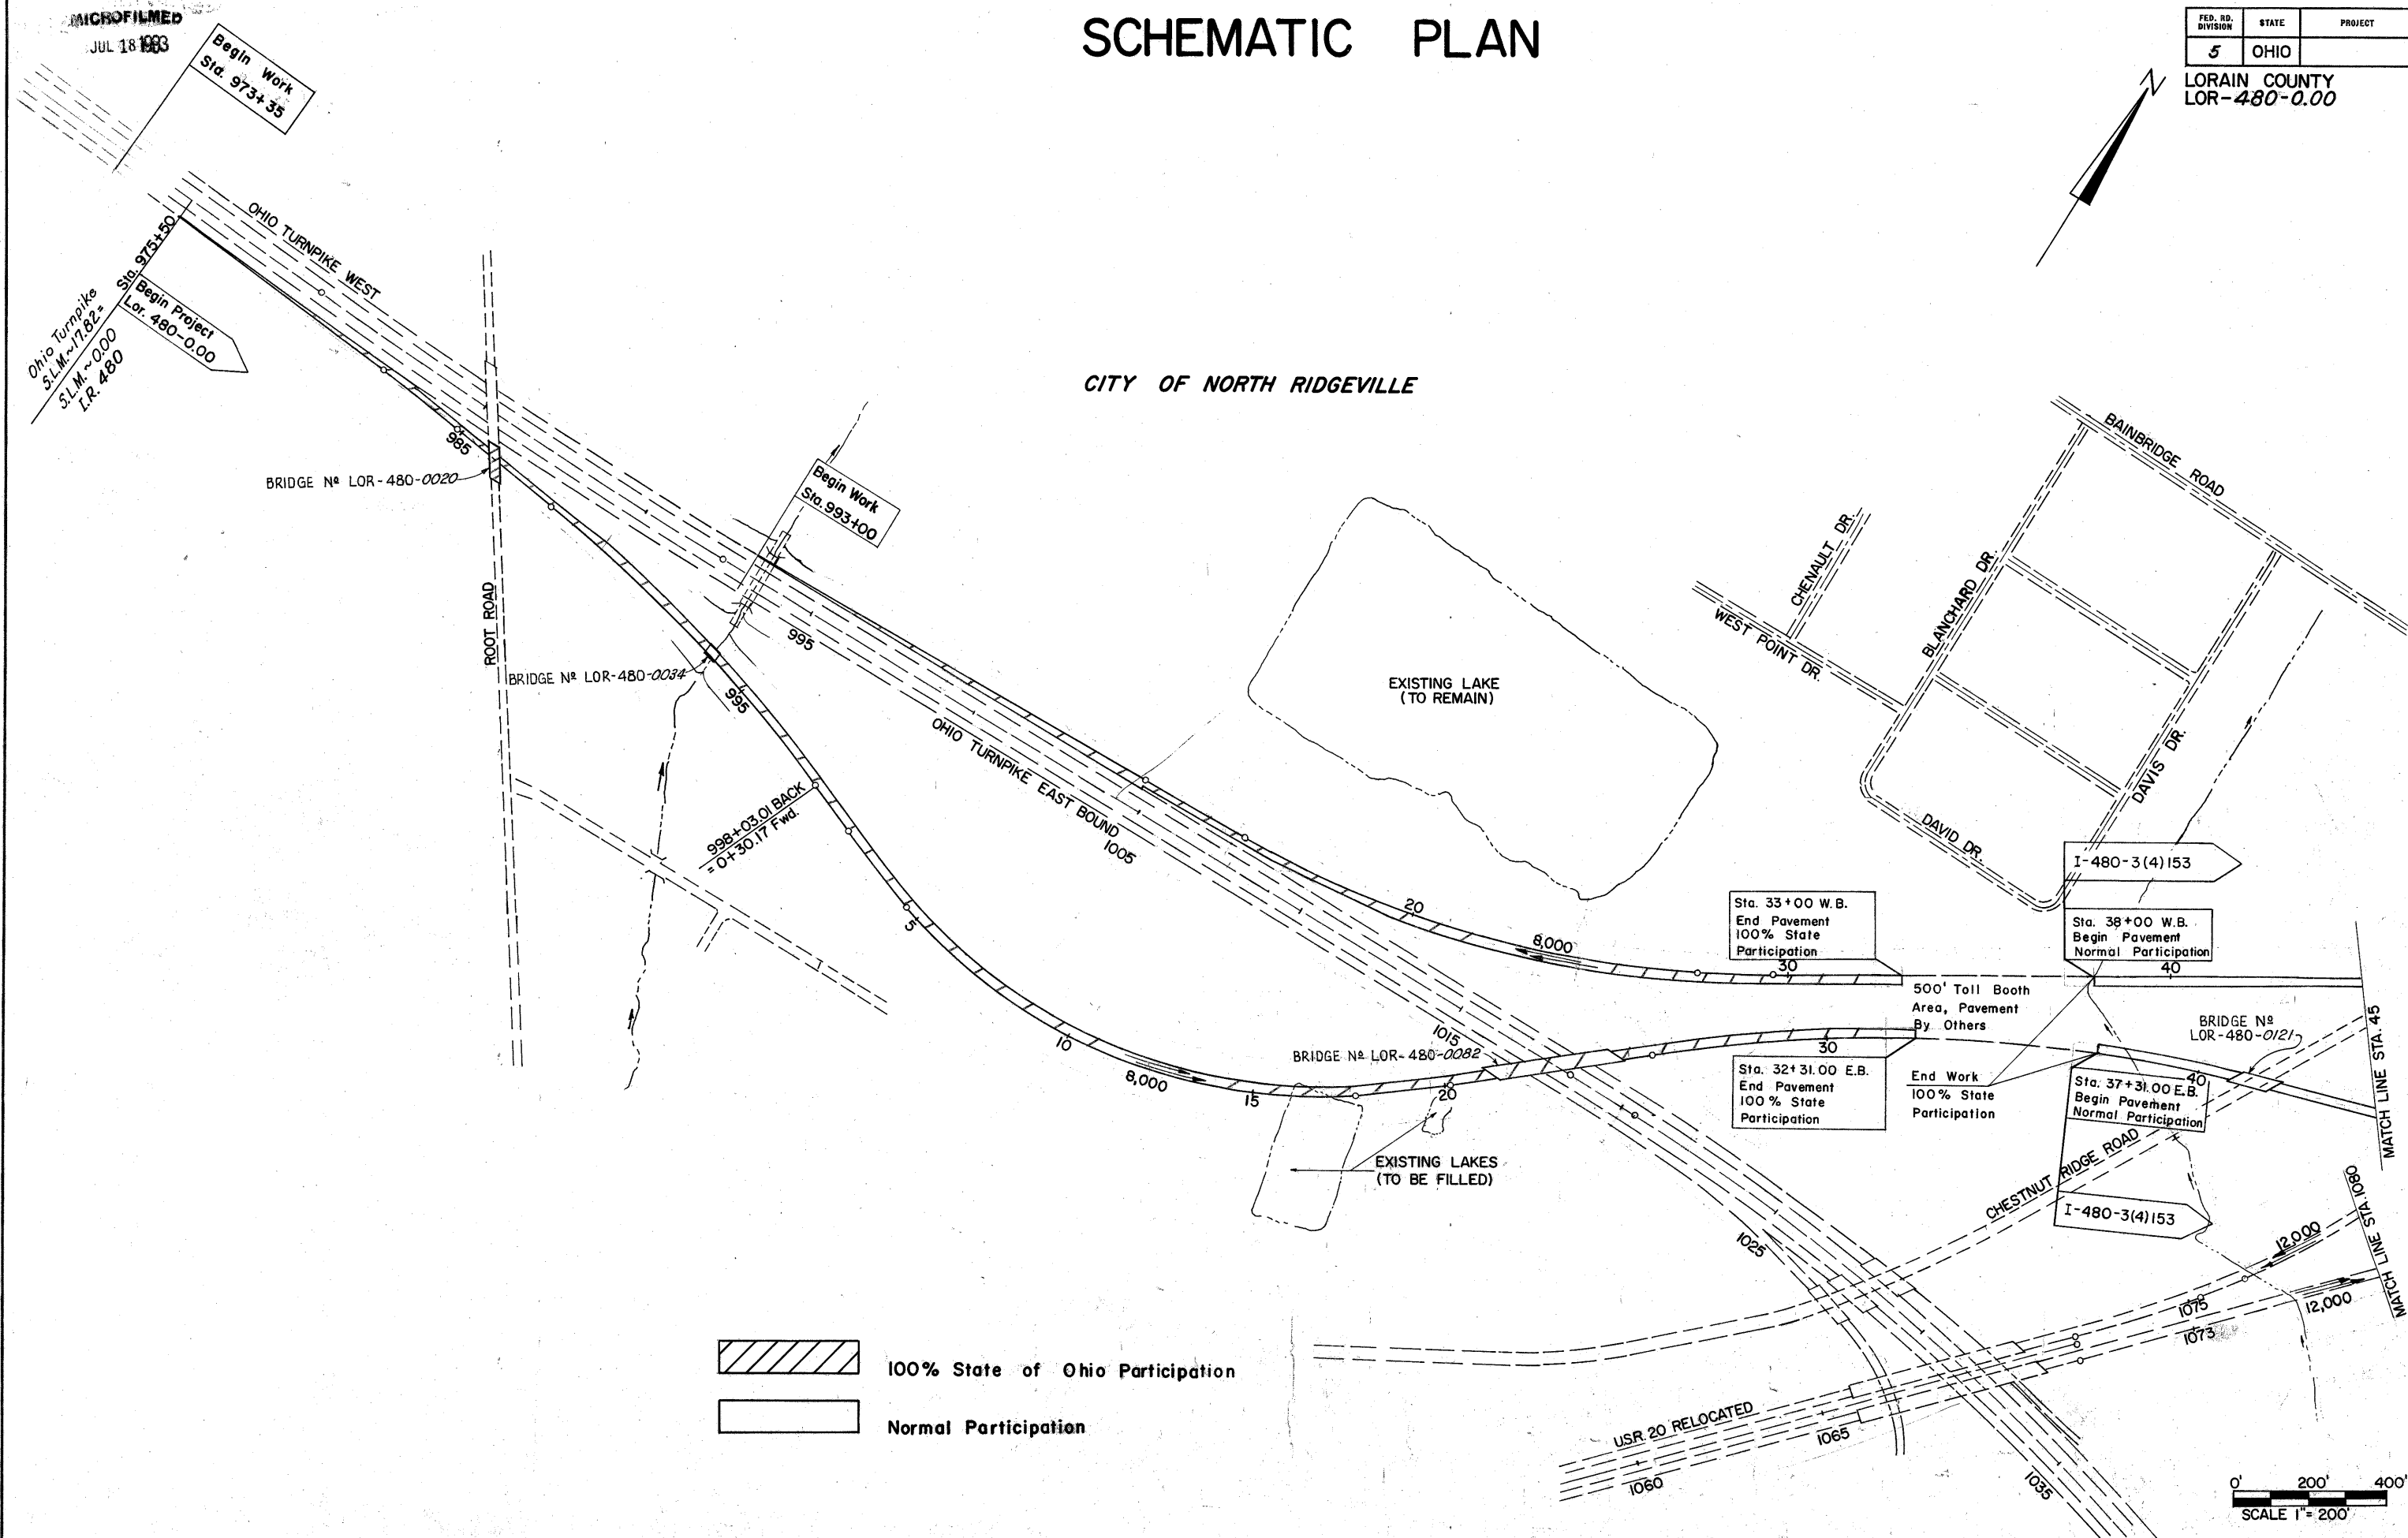 MICROFILMED
JUL 18 1983
SCHEMATIC PLAN
FED. RD. DIVISION
STATE
PROJECT
5
OHIO
LORAIN COUNTY
LOR-480-0.00
N
Begin Work
Sta. 973+35
OHIO TURNPIKE WEST
Sta. 975+50
Begin Project
Lor. 480-0.00
Ohio Turnpike
S.L.M.~17.82=
S.L.M.~0.00
I.R. 480
CITY OF NORTH RIDGEVILLE
985
BRIDGE Nº LOR-480-0020
Begin Work
Sta. 993+00
BAINBRIDGE ROAD
CHENAULT DR.
BLANCHARD DR.
WEST POINT DR.
ROOT ROAD
995
BRIDGE Nº LOR-480-0034
995
EXISTING LAKE
(TO REMAIN)
OHIO TURNPIKE EAST BOUND
1005
DAVIS DR.
DAVID DR.
998+03.01 BACK
= 0+30.17 Fwd.
I-480-3(4)153
5
20
8,000
Sta. 33+00 W.B.
End Pavement
100% State
Participation
30
Sta. 38+00 W.B.
Begin Pavement
Normal Participation
40
500' Toll Booth
Area, Pavement
By Others
BRIDGE Nº
LOR-480-0121
MATCH LINE STA. 45
10
1015
BRIDGE Nº LOR-480-0082
8,000
15
20
30
Sta. 32+31.00 E.B.
End Pavement
100% State
Participation
End Work
100% State
Participation
40
Sta. 37+31.00 E.B.
Begin Pavement
Normal Participation
EXISTING LAKES
(TO BE FILLED)
CHESTNUT RIDGE ROAD
I-480-3(4)153
MATCH LINE STA. 1080
1025
12,000
1075
12,000
1073
100% State of Ohio Participation
Normal Participation
U.S.R. 20 RELOCATED
1065
1060
1035
0' 200' 400'
SCALE 1"= 200'